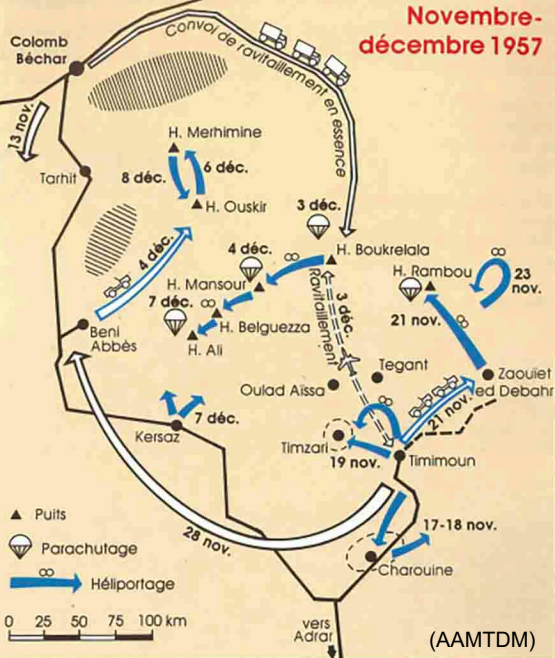 Novembre-
décembre 1957
Colomb
Béchar
Convoi de ravitaillement en essence
13 nov.
H. Merhimine
8 déc.
6 déc.
Tarhit
H. Ouskir
3 déc.
4 déc.
4 déc.
H. Boukrelala
H. Mansour
H. Rambou
23
nov.
7 déc.
H. Belguezza
Ravitaillement
3 déc.
21 nov.
Beni
Abbès
H. Ali
Tegant
Oulad Aïssa
Zaouïet
ed Debahr
21 nov.
7 déc.
Kersaz
Timzari
19 nov.
Timimoun
Puits
17-18 nov.
Parachutage
28 nov.
Charouine
Héliportage
0 25 50 75 100 km
vers
Adrar
(AAMTDM)